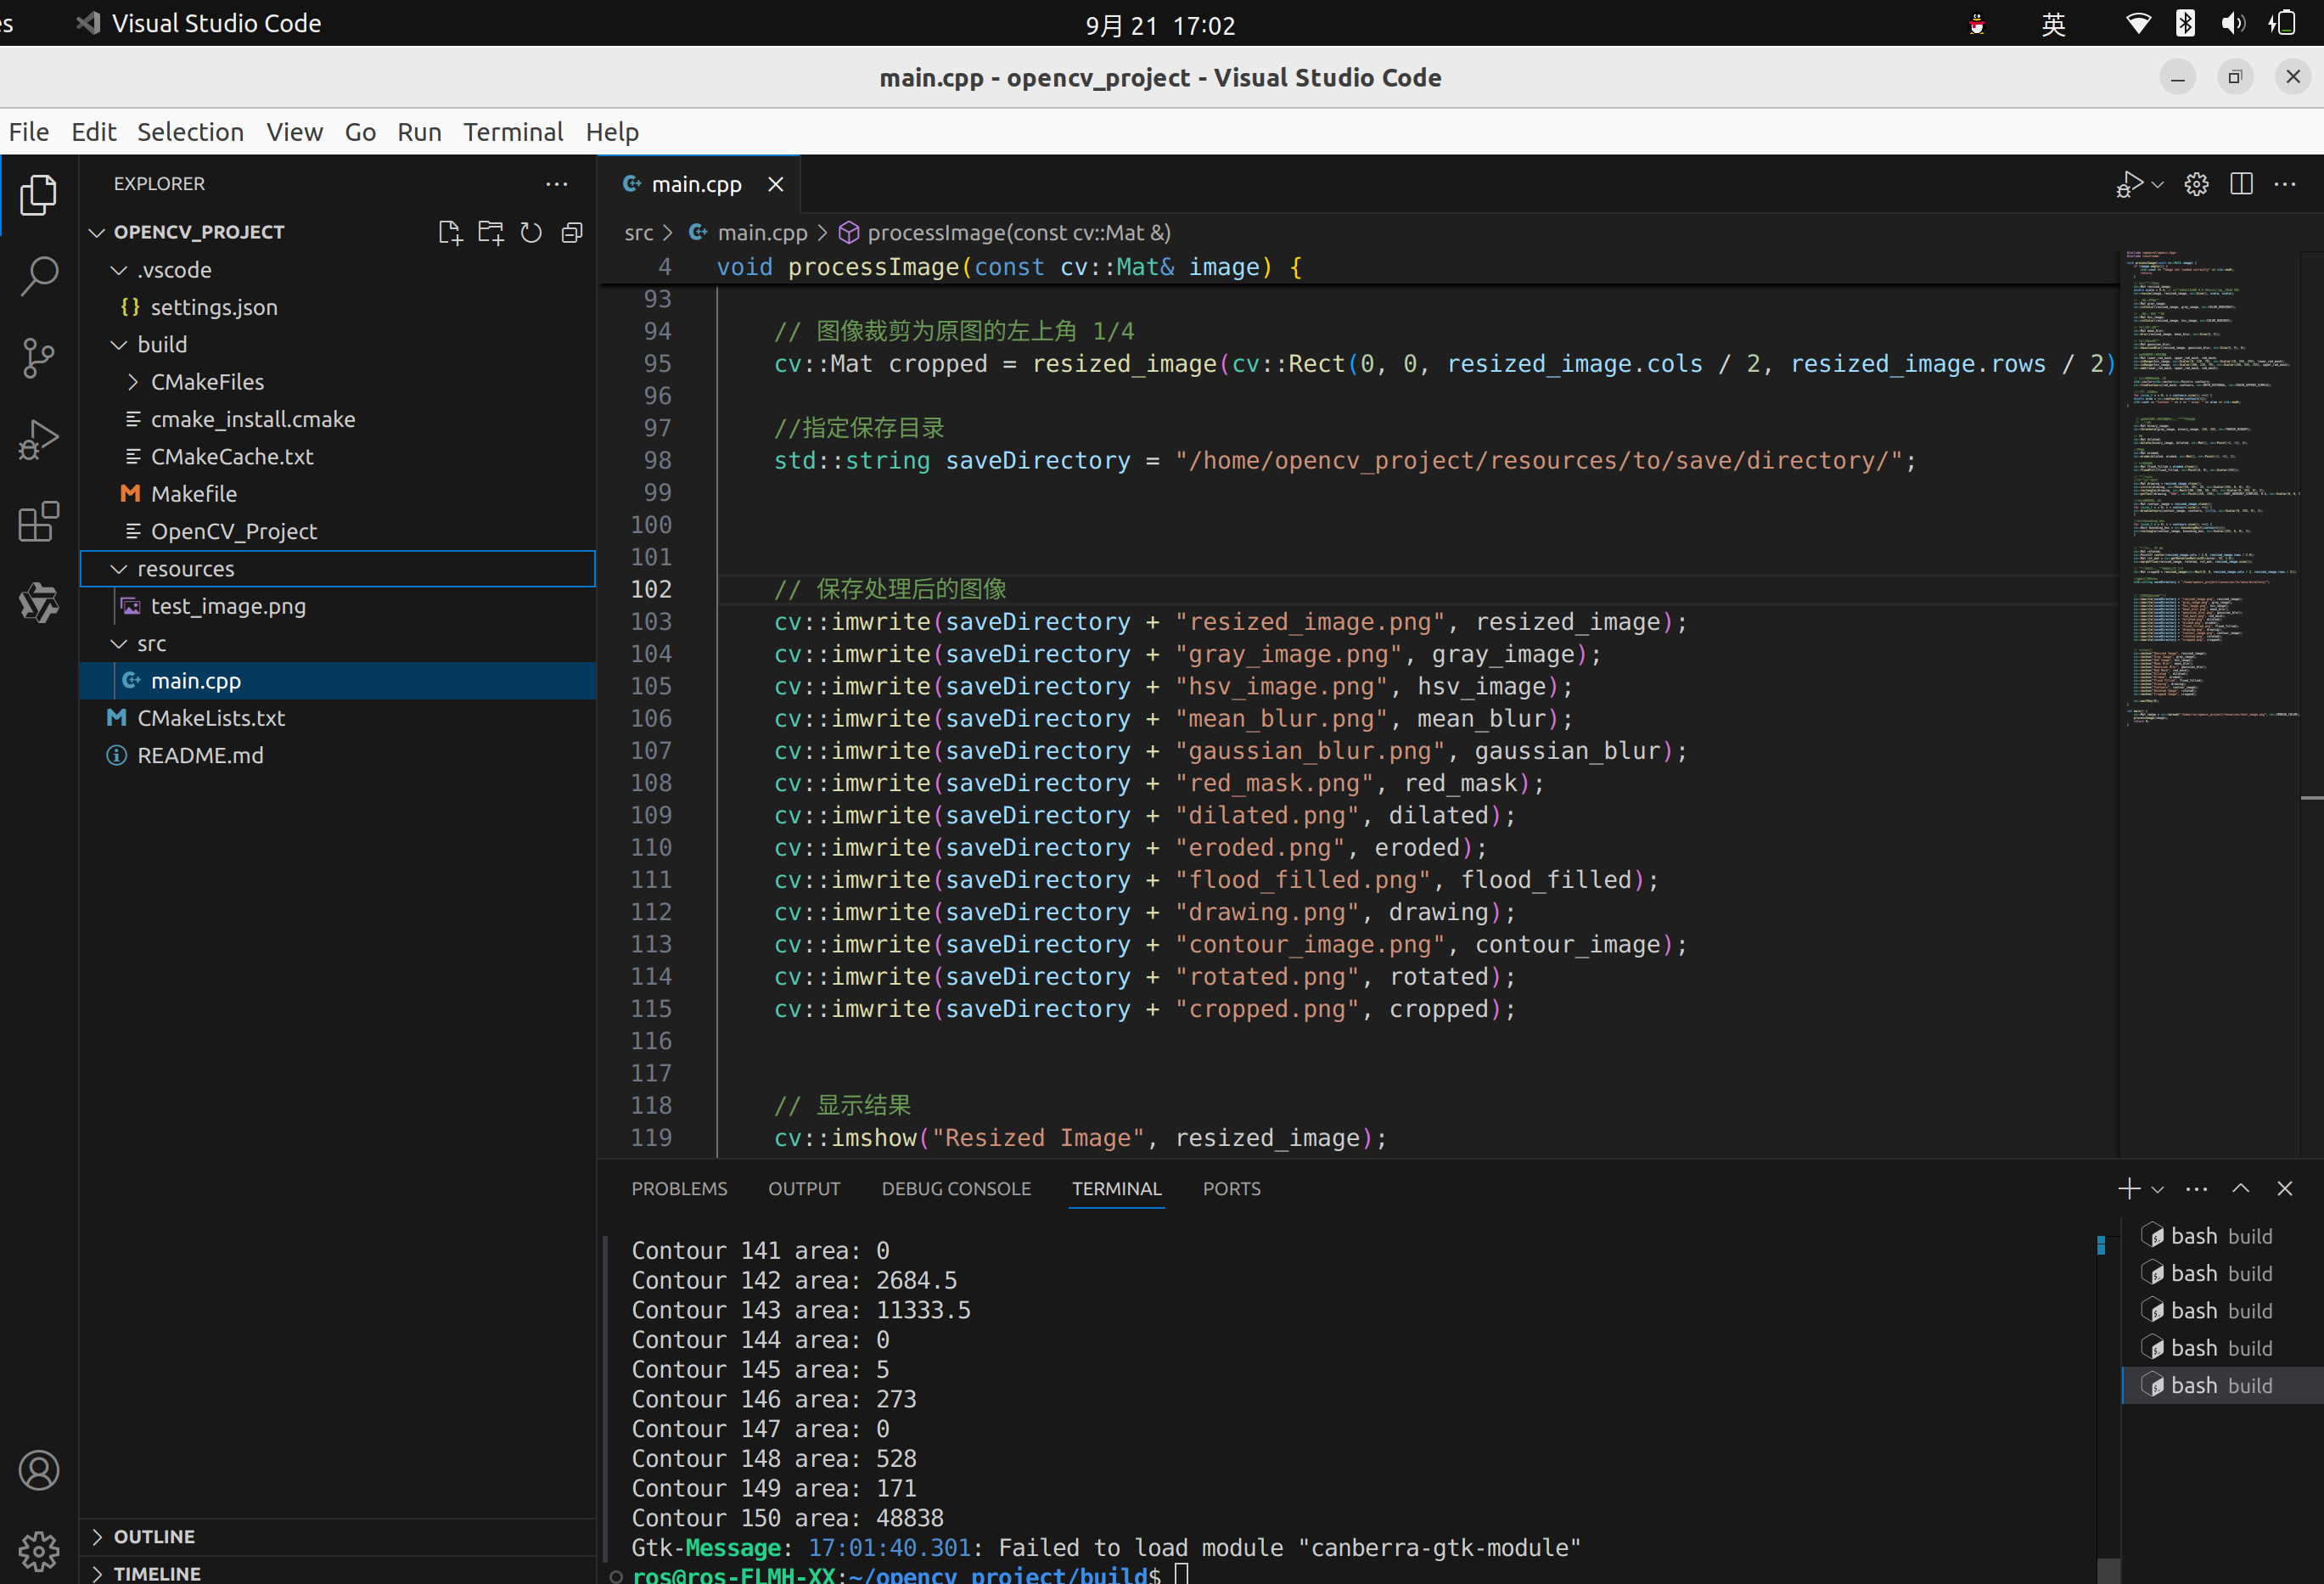 es Visual Studio Code 9月 21 17:02 英
main.cpp - opencv_project - Visual Studio Code
File Edit Selection View Go Run Terminal Help
EXPLORER
OPENCV_PROJECT
.vscode
settings.json
build
CMakeFiles
cmake_install.cmake
CMakeCache.txt
Makefile
OpenCV_Project
resources
test_image.png
src
main.cpp
CMakeLists.txt
README.md
OUTLINE
TIMELINE
main.cpp
src > main.cpp > processImage(const cv::Mat &)
4 void processImage(const cv::Mat& image) {
93
94 // 图像裁剪为原图的左上角 1/4
95 cv::Mat cropped = resized_image(cv::Rect(0, 0, resized_image.cols / 2, resized_image.rows / 2)
96
97 //指定保存目录
98 std::string saveDirectory = "/home/opencv_project/resources/to/save/directory/";
99
100
101
102 // 保存处理后的图像
103 cv::imwrite(saveDirectory + "resized_image.png", resized_image);
104 cv::imwrite(saveDirectory + "gray_image.png", gray_image);
105 cv::imwrite(saveDirectory + "hsv_image.png", hsv_image);
106 cv::imwrite(saveDirectory + "mean_blur.png", mean_blur);
107 cv::imwrite(saveDirectory + "gaussian_blur.png", gaussian_blur);
108 cv::imwrite(saveDirectory + "red_mask.png", red_mask);
109 cv::imwrite(saveDirectory + "dilated.png", dilated);
110 cv::imwrite(saveDirectory + "eroded.png", eroded);
111 cv::imwrite(saveDirectory + "flood_filled.png", flood_filled);
112 cv::imwrite(saveDirectory + "drawing.png", drawing);
113 cv::imwrite(saveDirectory + "contour_image.png", contour_image);
114 cv::imwrite(saveDirectory + "rotated.png", rotated);
115 cv::imwrite(saveDirectory + "cropped.png", cropped);
116
117
118 // 显示结果
119 cv::imshow("Resized Image", resized_image);
PROBLEMS OUTPUT DEBUG CONSOLE TERMINAL PORTS
Contour 141 area: 0
Contour 142 area: 2684.5
Contour 143 area: 11333.5
Contour 144 area: 0
Contour 145 area: 5
Contour 146 area: 273
Contour 147 area: 0
Contour 148 area: 528
Contour 149 area: 171
Contour 150 area: 48838
Gtk-Message: 17:01:40.301: Failed to load module "canberra-gtk-module"
ros@ros-FLMH-XX:~/opencv_project/build$
bash build
bash build
bash build
bash build
bash build